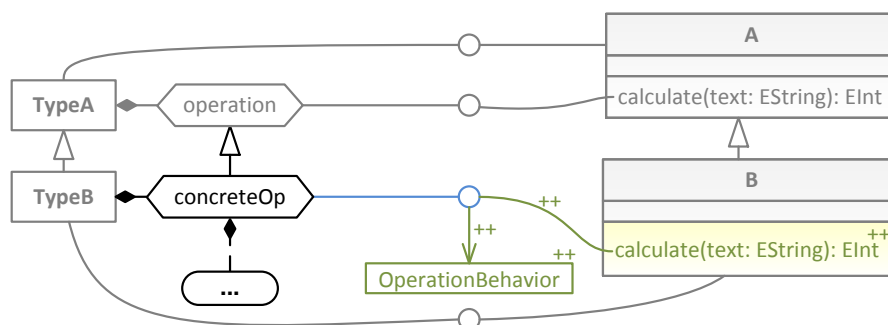 A
TypeA
operation
calculate(text: EString): EInt
TypeB
concreteOp
B
++
++
++
calculate(text: EString): EInt
++
OperationBehavior
...